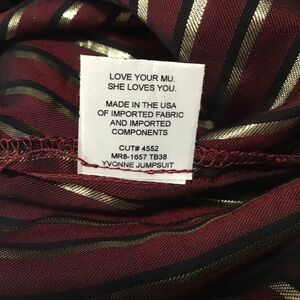 LOVE YOUR MU.
SHE LOVES YOU.
MADE IN THE USA
OF IMPORTED FABRIC
AND IMPORTED
COMPONENTS
CUT# 4552
MR8-1657 TB38
YVONNE JUMPSUIT